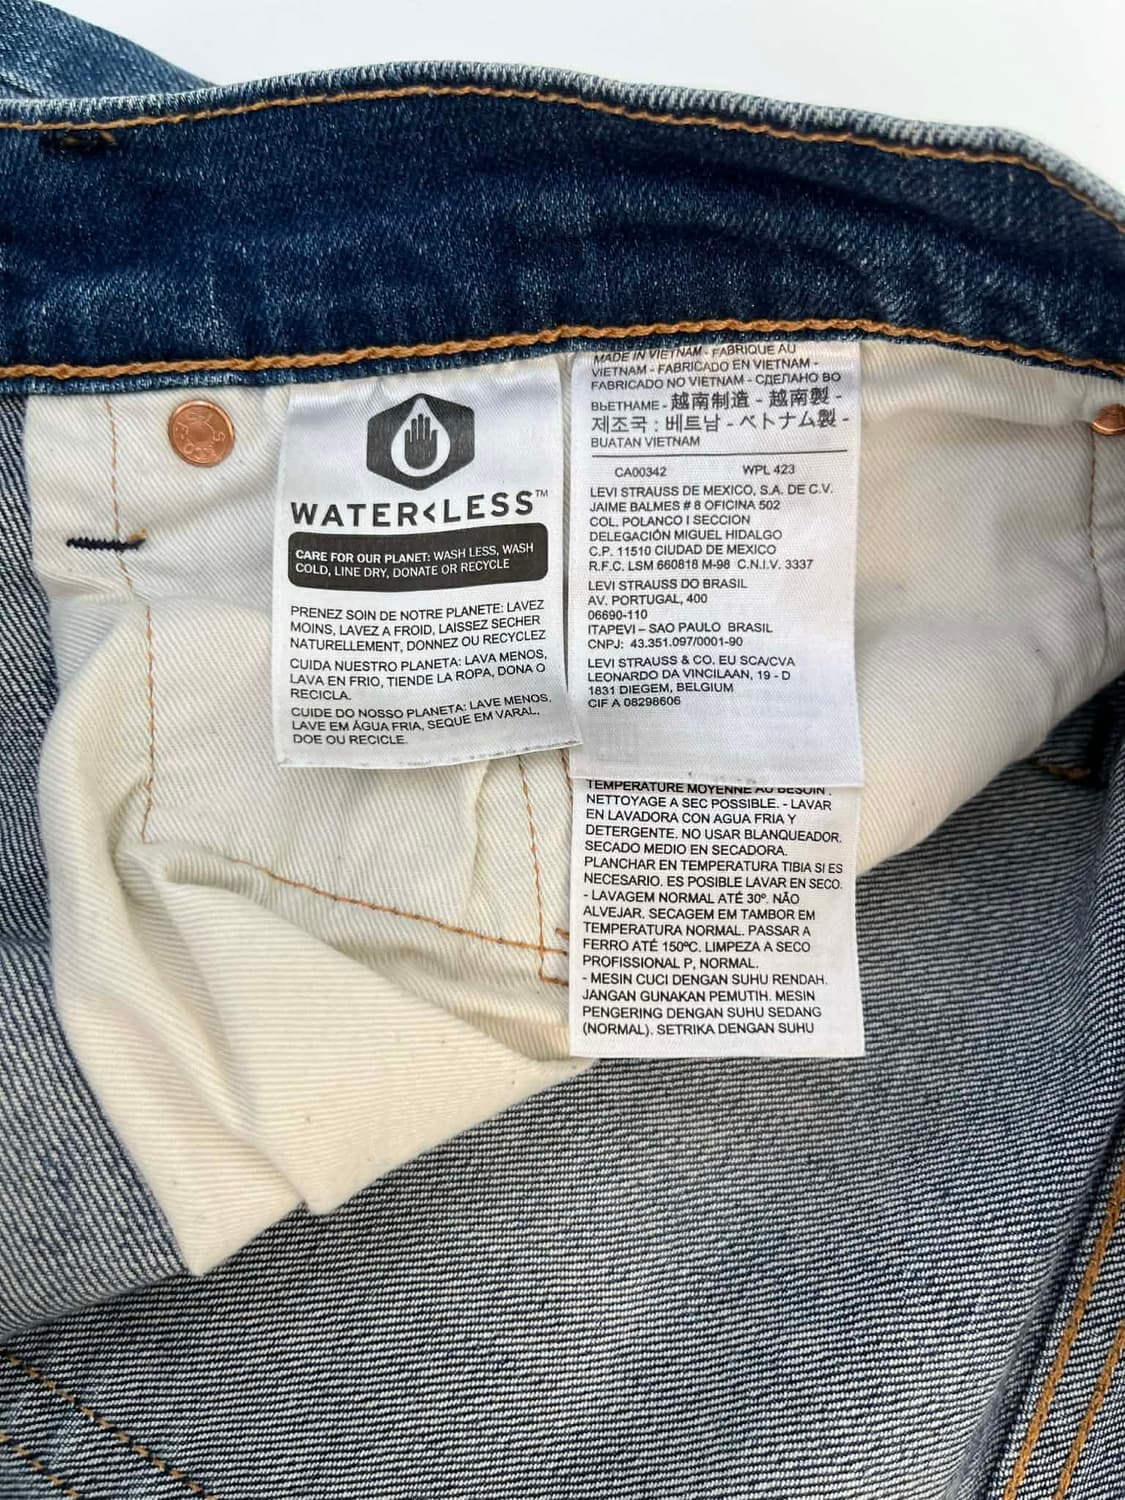 WATER<LESS™
CARE FOR OUR PLANET: WASH LESS, WASH
COLD, LINE DRY, DONATE OR RECYCLE
PRENEZ SOIN DE NOTRE PLANETE: LAVEZ
MOINS, LAVEZ A FROID, LAISSEZ SECHER
NATURELLEMENT, DONNEZ OU RECYCLEZ
CUIDA NUESTRO PLANETA: LAVA MENOS,
LAVA EN FRIO, TIENDE LA ROPA, DONA O
RECICLA.
CUIDE DO NOSSO PLANETA: LAVE MENOS,
LAVE EM ÁGUA FRIA, SEQUE EM VARAL,
DOE OU RECICLE.
MADE IN VIETNAM - FABRIQUE AU
VIETNAM - FABRICADO EN VIETNAM -
FABRICADO NO VIETNAM - СДЕЛАНО ВО
ВЬЕТНАМЕ - 越南制造 - 越南製 -
제조국 : 베트남 - ベトナム製 -
BUATAN VIETNAM
CA00342 WPL 423
LEVI STRAUSS DE MEXICO, S.A. DE C.V.
JAIME BALMES # 8 OFICINA 502
COL. POLANCO I SECCION
DELEGACIÓN MIGUEL HIDALGO
C.P. 11510 CIUDAD DE MEXICO
R.F.C. LSM 660818 M-98 C.N.I.V. 3337
LEVI STRAUSS DO BRASIL
AV. PORTUGAL, 400
06690-110
ITAPEVI – SAO PAULO BRASIL
CNPJ: 43.351.097/0001-90
LEVI STRAUSS & CO. EU SCA/CVA
LEONARDO DA VINCILAAN, 19 - D
1831 DIEGEM, BELGIUM
CIF A 08298606
TEMPERATURE MOYENNE AU BESOIN .
NETTOYAGE A SEC POSSIBLE. - LAVAR
EN LAVADORA CON AGUA FRIA Y
DETERGENTE. NO USAR BLANQUEADOR.
SECADO MEDIO EN SECADORA.
PLANCHAR EN TEMPERATURA TIBIA SI ES
NECESARIO. ES POSIBLE LAVAR EN SECO.
- LAVAGEM NORMAL ATÉ 30º. NÃO
ALVEJAR. SECAGEM EM TAMBOR EM
TEMPERATURA NORMAL. PASSAR A
FERRO ATÉ 150ºC. LIMPEZA A SECO
PROFISSIONAL P, NORMAL.
- MESIN CUCI DENGAN SUHU RENDAH.
JANGAN GUNAKAN PEMUTIH. MESIN
PENGERING DENGAN SUHU SEDANG
(NORMAL). SETRIKA DENGAN SUHU